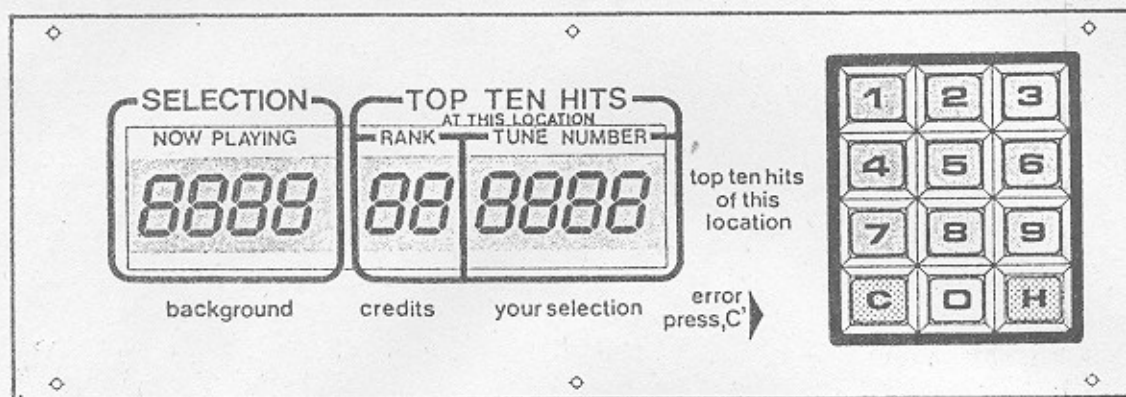 SELECTION
NOW PLAYING
8888
background
TOP TEN HITS
AT THIS LOCATION
RANK
TUNE NUMBER
88
8888
credits
your selection
top ten hits
of this
location
error
press,C'
1 2 3
4 5 6
7 8 9
C 0 H